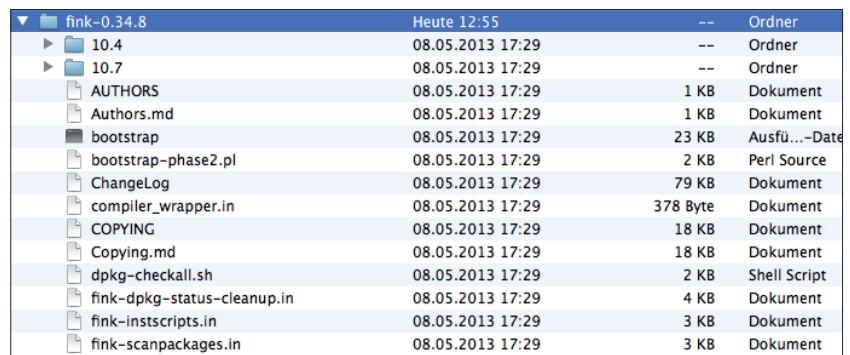 fink-0.34.8 Heute 12:55 -- Ordner
10.4 08.05.2013 17:29 -- Ordner
10.7 08.05.2013 17:29 -- Ordner
AUTHORS 08.05.2013 17:29 1 KB Dokument
Authors.md 08.05.2013 17:29 1 KB Dokument
bootstrap 08.05.2013 17:29 23 KB Ausfü...-Date
bootstrap-phase2.pl 08.05.2013 17:29 2 KB Perl Source
ChangeLog 08.05.2013 17:29 79 KB Dokument
compiler_wrapper.in 08.05.2013 17:29 378 Byte Dokument
COPYING 08.05.2013 17:29 18 KB Dokument
Copying.md 08.05.2013 17:29 18 KB Dokument
dpkg-checkall.sh 08.05.2013 17:29 2 KB Shell Script
fink-dpkg-status-cleanup.in 08.05.2013 17:29 4 KB Dokument
fink-instscripts.in 08.05.2013 17:29 3 KB Dokument
fink-scanpackages.in 08.05.2013 17:29 3 KB Dokument